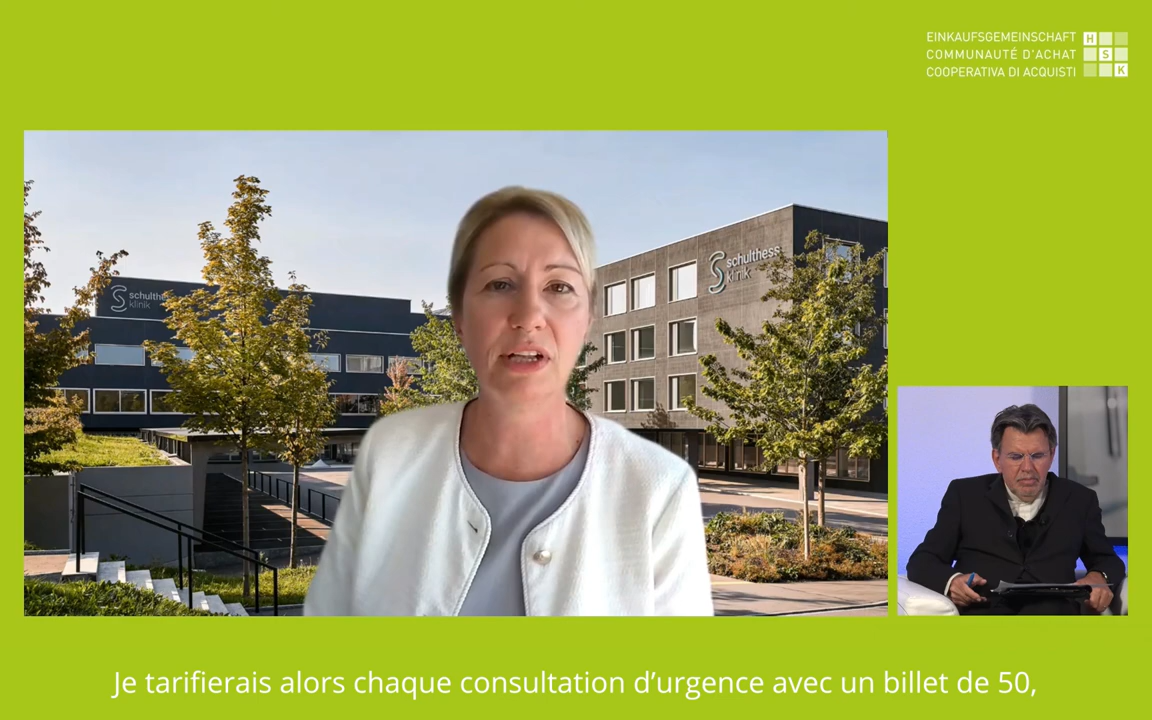 EINKAUFSGEMEINSCHAFT
COMMUNAUTÉ D'ACHAT
COOPERATIVA DI ACQUISTI
H
S
K
schulthess
klinik
schulthess
klinik
Je tarifierais alors chaque consultation d'urgence avec un billet de 50,